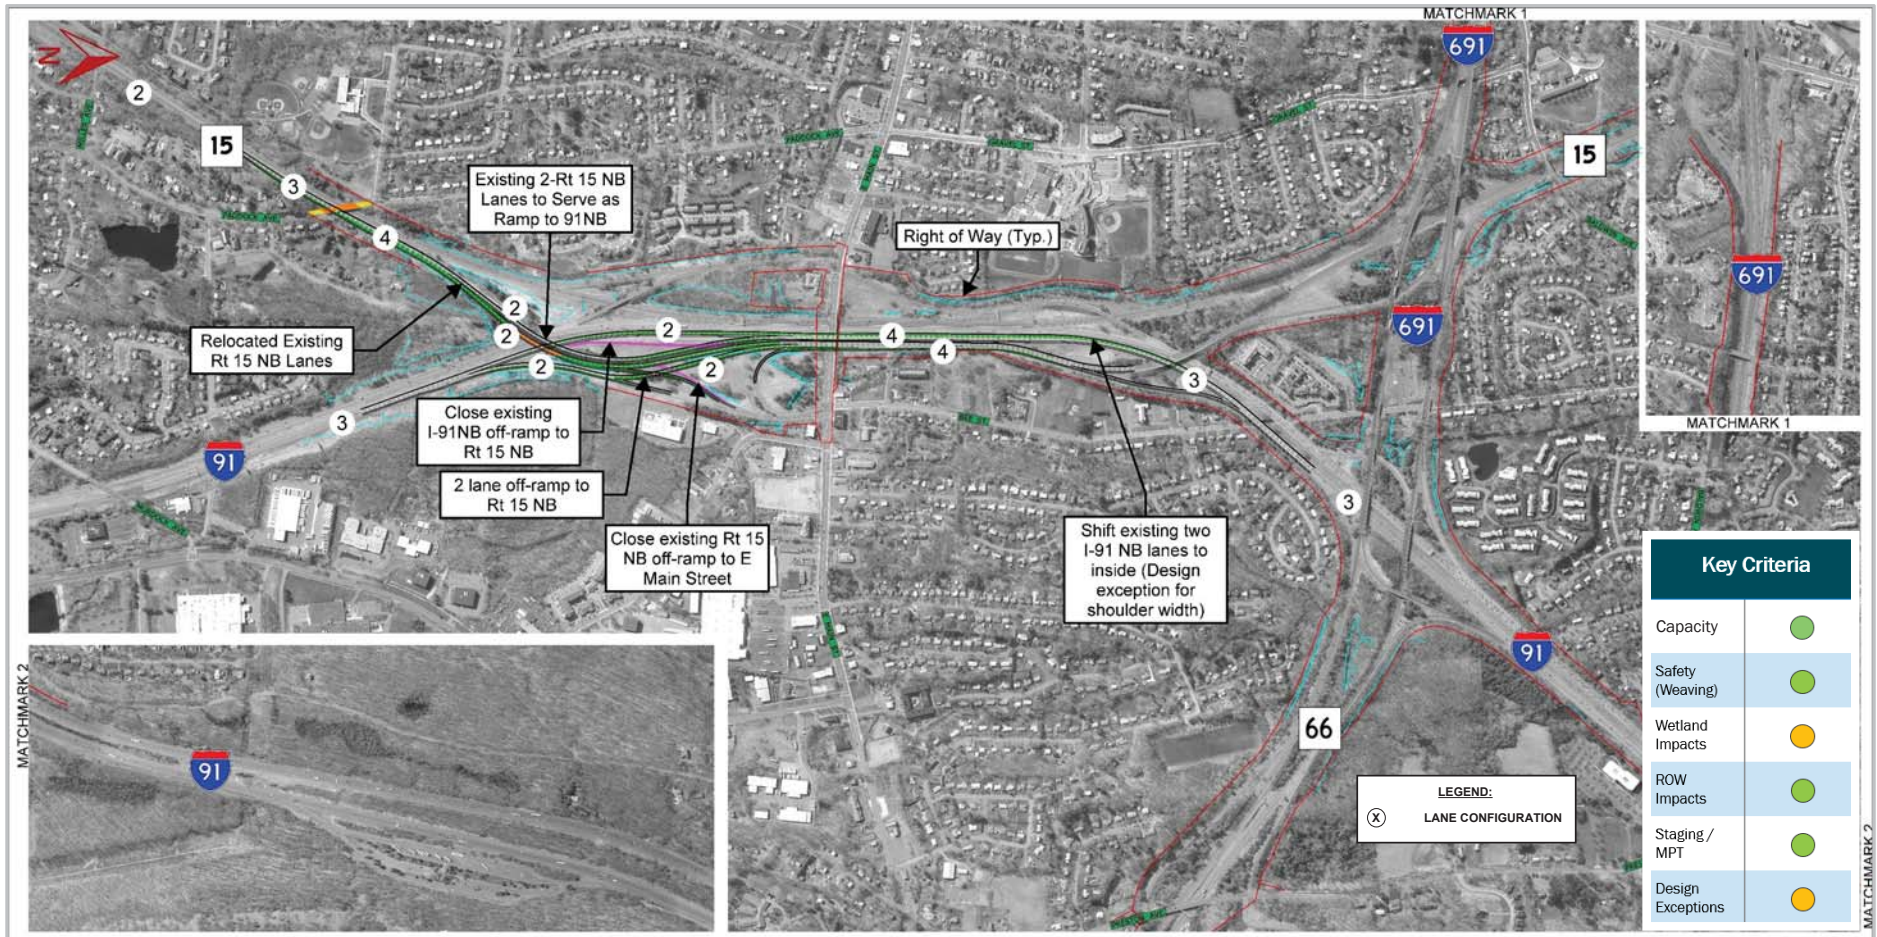 MATCHMARK 1
691
N
2
15
3
4
PADDOCK AVE
Existing 2-Rt 15 NB
Lanes to Serve as
Ramp to 91NB
E MAIN ST
Right of Way (Typ.)
15
691
691
MATCHMARK 1
2
2
2
2
2
4
4
3
Relocated Existing
Rt 15 NB Lanes
3
91
Close existing
I-91NB off-ramp to
Rt 15 NB
2 lane off-ramp to
Rt 15 NB
Close existing Rt 15
NB off-ramp to E
Main Street
Shift existing two
I-91 NB lanes to
inside (Design
exception for
shoulder width)
3
91
66
MATCHMARK 2
91
LEGEND:
X LANE CONFIGURATION
Key Criteria
Capacity
Safety
(Weaving)
Wetland
Impacts
ROW
Impacts
Staging /
MPT
Design
Exceptions
MATCHMARK 2